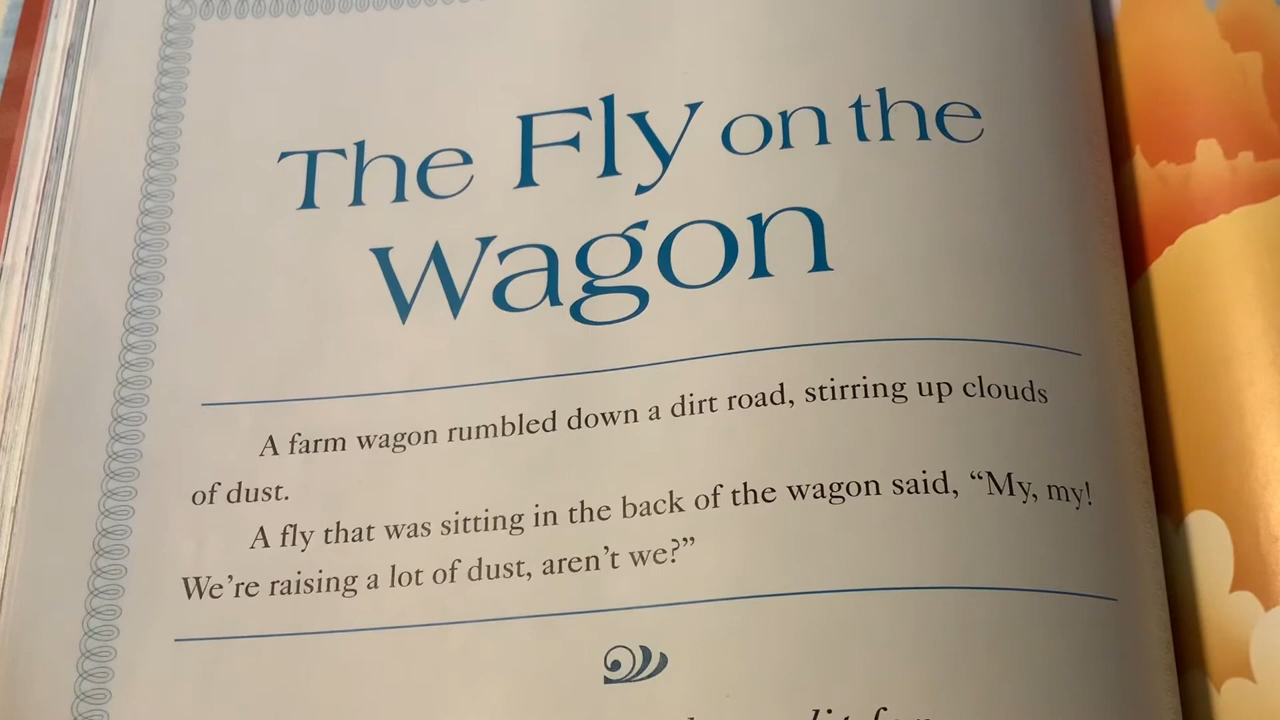 The Fly on the
Wagon
A farm wagon rumbled down a dirt road, stirring up clouds
of dust.
A fly that was sitting in the back of the wagon said, “My, my!
We’re raising a lot of dust, aren’t we?”